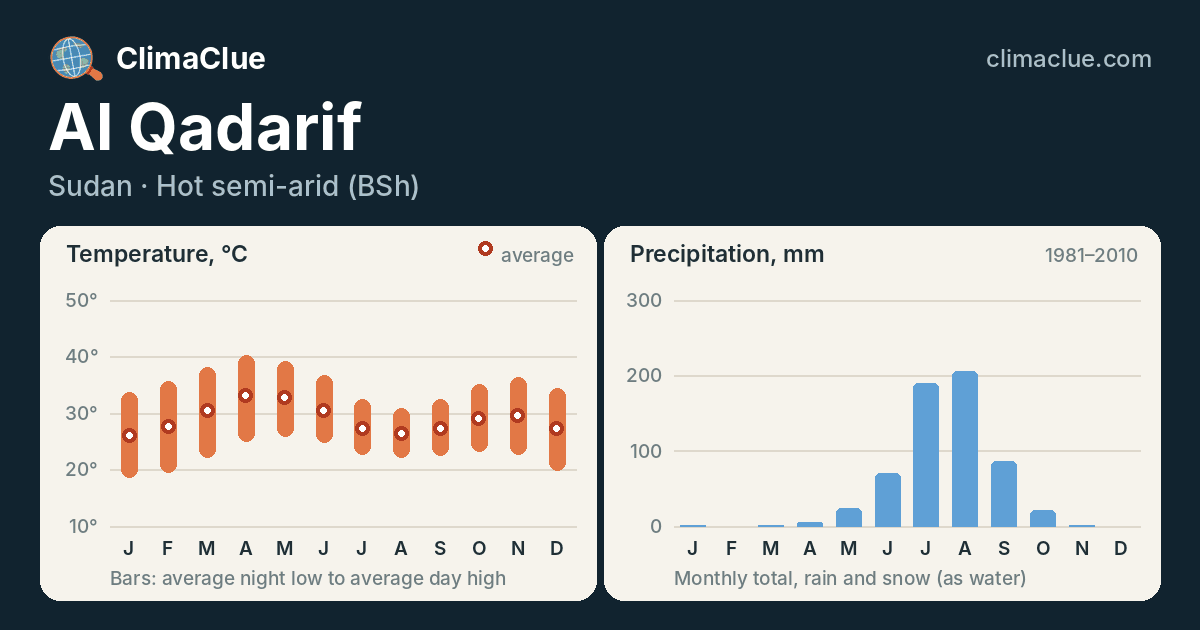 ClimaClue
climaclue.com
Al Qadarif
Sudan · Hot semi-arid (BSh)
Temperature, °C
average
50°
40°
30°
20°
10°
J F M A M J J A S O N D
Bars: average night low to average day high
Precipitation, mm
1981–2010
300
200
100
0
J F M A M J J A S O N D
Monthly total, rain and snow (as water)